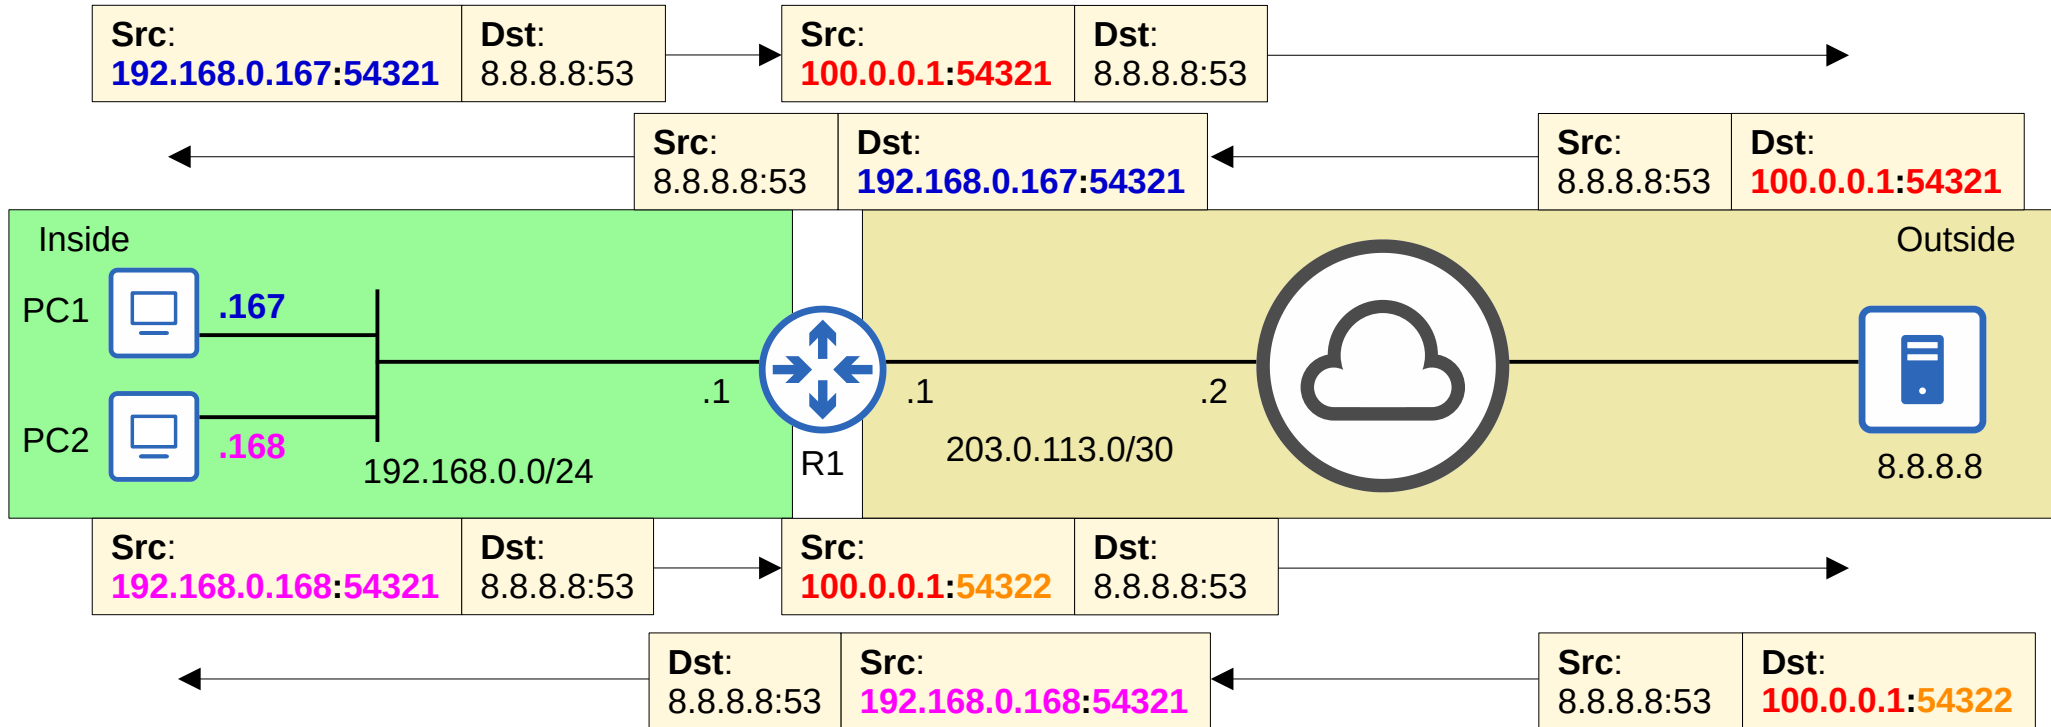 Src: Dst: Src: Dst:
192.168.0.167:54321 8.8.8.8:53 100.0.0.1:54321 8.8.8.8:53
Src: Dst: Src: Dst:
8.8.8.8:53 192.168.0.167:54321 8.8.8.8:53 100.0.0.1:54321
Inside Outside
PC1 .167
.1 .1 .2
PC2 .168
192.168.0.0/24 R1 203.0.113.0/30 8.8.8.8
Src: Dst: Src: Dst:
192.168.0.168:54321 8.8.8.8:53 100.0.0.1:54322 8.8.8.8:53
Dst: Src: Src: Dst:
8.8.8.8:53 192.168.0.168:54321 8.8.8.8:53 100.0.0.1:54322